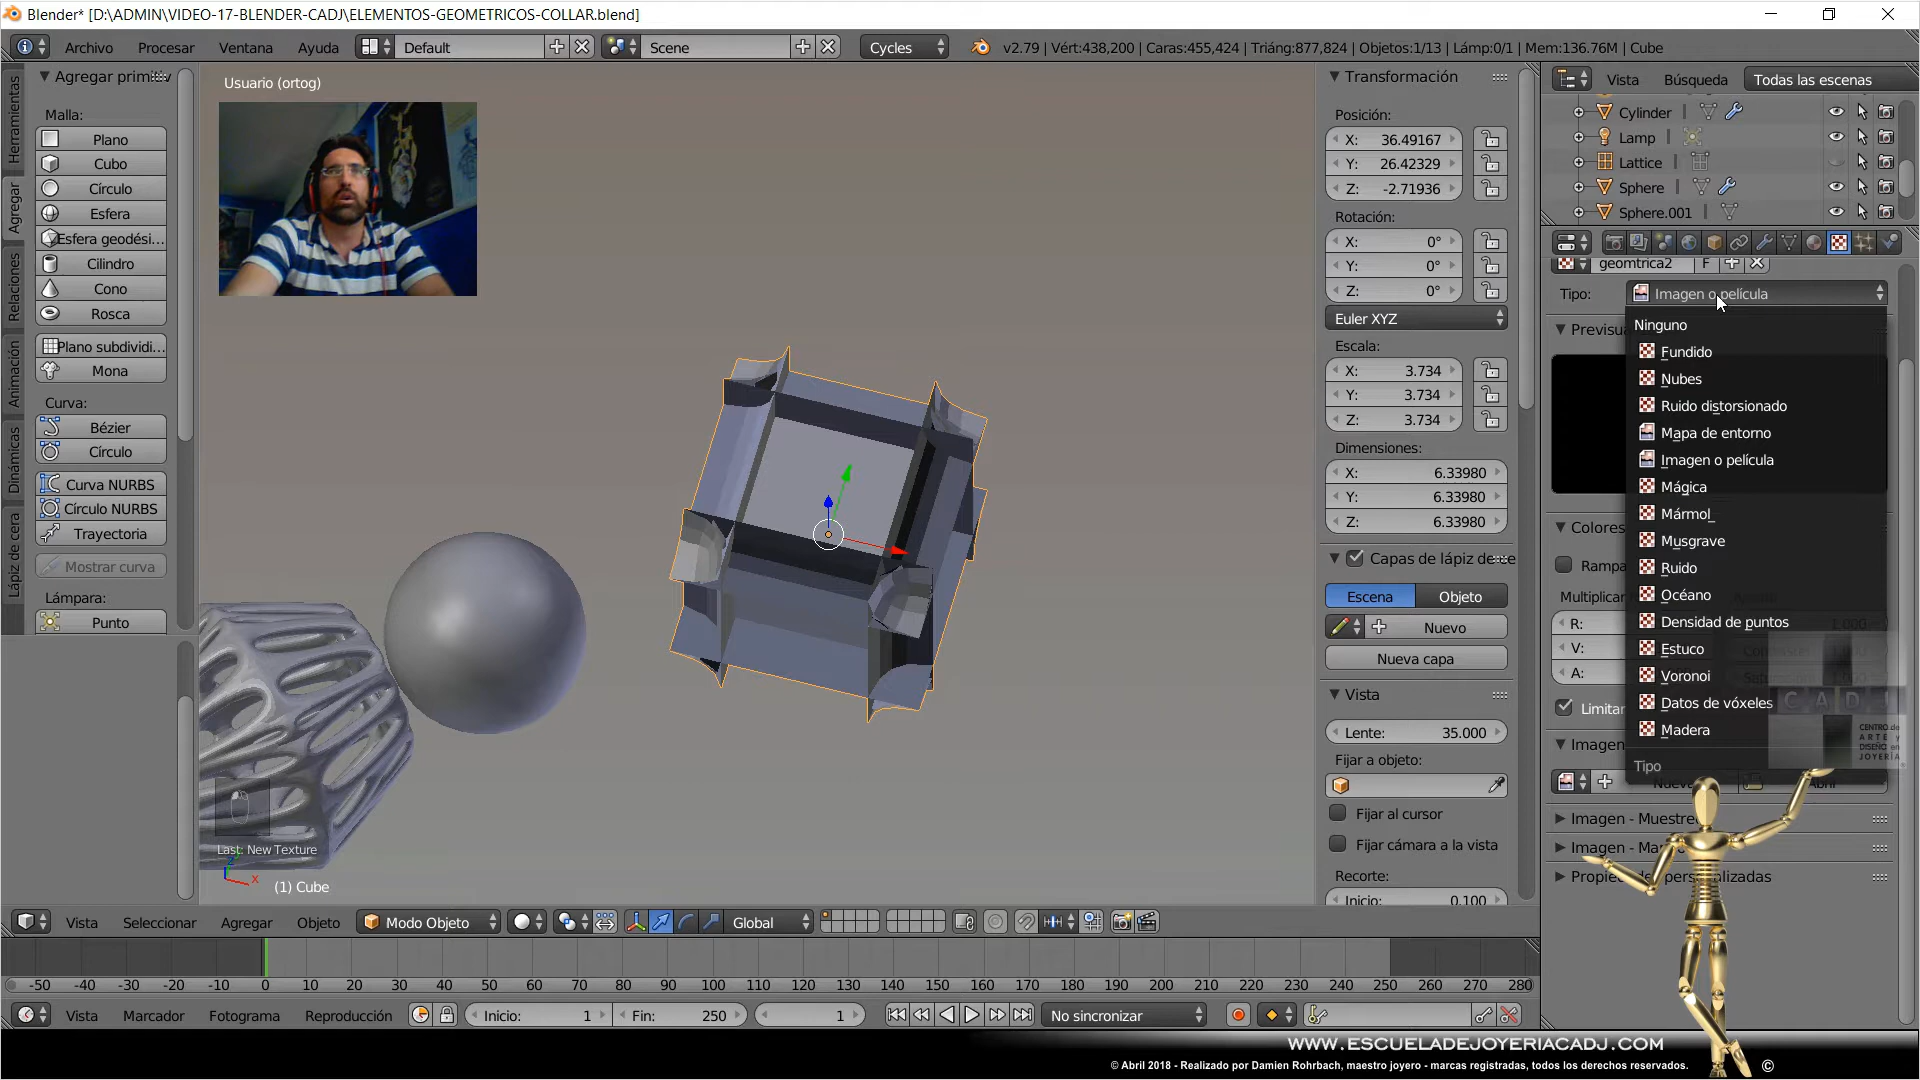 Blender* [D:\ADMIN\VIDEO-17-BLENDER-CADJ\ELEMENTOS-GEOMETRICOS-COLLAR.blend]
Archivo Procesar Ventana Ayuda Default Scene Cycles v2.79 | Vért:438,200 | Caras:455,424 | Triáng:877,824 | Objetos:1/13 | Lámp:0/1 | Mem:136.76M | Cube
Herramientas
Agregar
Relaciones
Animación
Dinámicas
Lápiz de cera
Agregar primitiv
Malla:
Plano
Cubo
Círculo
Esfera
Esfera geodési...
Cilindro
Cono
Rosca
Plano subdividi...
Mona
Curva:
Bézier
Círculo
Curva NURBS
Círculo NURBS
Trayectoria
Mostrar curva
Lámpara:
Punto
Usuario (ortog)
Last: New Texture
z
x
(1) Cube
Transformación
Posición:
X: 36.49167
Y: 26.42329
Z: -2.71936
Rotación:
X: 0°
Y: 0°
Z: 0°
Euler XYZ
Escala:
X: 3.734
Y: 3.734
Z: 3.734
Dimensiones:
X: 6.33980
Y: 6.33980
Z: 6.33980
Capas de lápiz de
Escena Objeto
Nuevo
Nueva capa
Vista
Lente: 35.000
Fijar a objeto:
Fijar al cursor
Fijar cámara a la vista
Recorte:
Inicio: 0.100
Vista Búsqueda Todas las escenas
Cylinder
Lamp
Lattice
Sphere
Sphere.001
geomtrica2 F
Tipo: Imagen o película
Previsu
Colores
Rampa
Multiplicar
R:
V:
A:
Limitar
Imagen
Ninguno
Fundido
Nubes
Ruido distorsionado
Mapa de entorno
Imagen o película
Mágica
Mármol
Musgrave
Ruido
Océano
Densidad de puntos
Estuco
Voronoi
Datos de vóxeles
Madera
Tipo
CADJ
CENTRO de
ARTE y
DISEÑO en
JOYERÍA
Imagen - Muestre
Imagen - Ma
Propie personalizadas
Vista Seleccionar Agregar Objeto Modo Objeto Global
-50 -40 -30 -20 -10 0 10 20 30 40 50 60 70 80 90 100 110 120 130 140 150 160 170 180 190 200 210 220 230 240 250 260 270 280
Vista Marcador Fotograma Reproducción Inicio: 1 Fin: 250 1 No sincronizar
WWW.ESCUELADEJOYERIACADJ.COM
© Abril 2018 - Realizado por Damien Rohrbach, maestro joyero - marcas registradas, todos los derechos reservados. ©